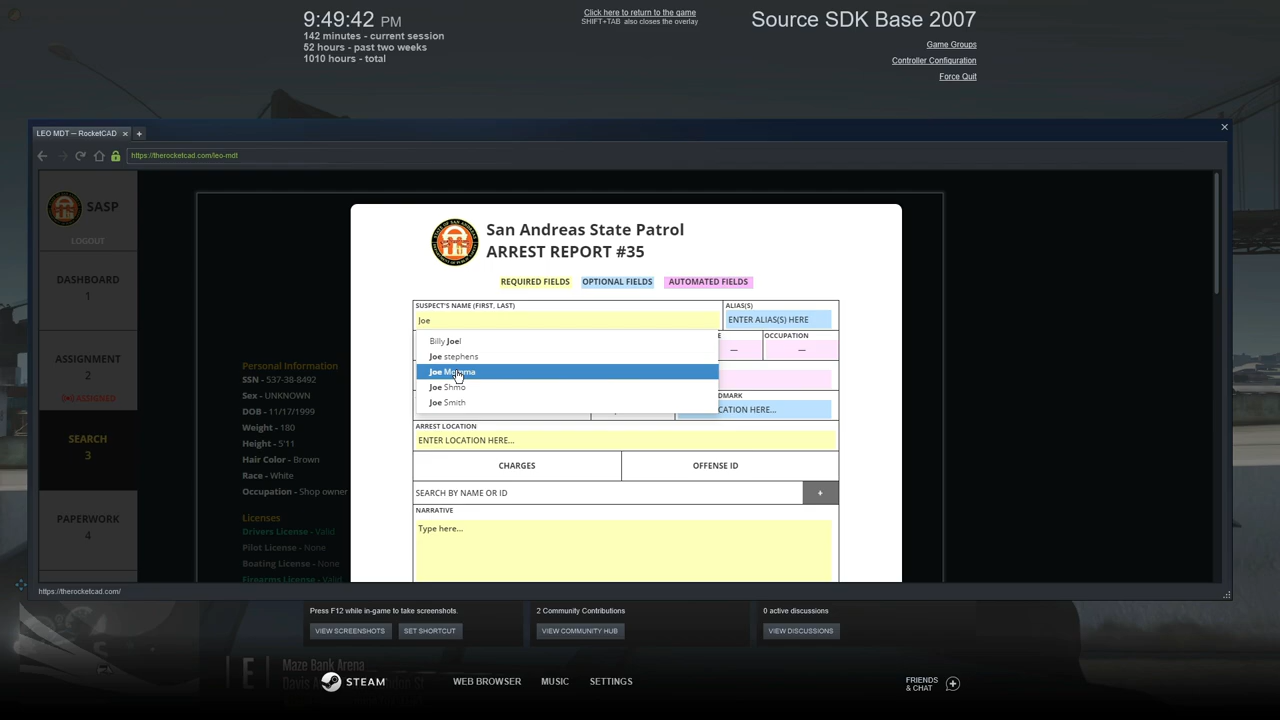 9:49:42 PM
142 minutes - current session
52 hours - past two weeks
1010 hours - total
Click here to return to the game
SHIFT+TAB also closes the overlay
Source SDK Base 2007
Game Groups
Controller Configuration
Force Quit
LEO MDT — RocketCAD × +
https://therocketcad.com/leo-mdt
SASP
LOGOUT
DASHBOARD
1
ASSIGNMENT
2
ASSIGNED
SEARCH
3
PAPERWORK
4
Personal Information
SSN - 537-38-8492
Sex - UNKNOWN
DOB - 11/17/1999
Weight - 180
Height - 5'11
Hair Color - Brown
Race - White
Occupation - Shop owner
Licenses
Drivers License - Valid
Pilot License - None
Boating License - None
Firearms License - Valid
San Andreas State Patrol
ARREST REPORT #35
REQUIRED FIELDS OPTIONAL FIELDS AUTOMATED FIELDS
SUSPECT'S NAME (FIRST, LAST) ALIAS(S)
Joe ENTER ALIAS(S) HERE
OCCUPATION
— —
Billy Joel
Joe stephens
Joe
Joe Shmo
Joe Smith
ARREST LOCATION
ENTER LOCATION HERE...
CHARGES OFFENSE ID
SEARCH BY NAME OR ID +
NARRATIVE
Type here...
https://therocketcad.com/
Press F12 while in-game to take screenshots.
VIEW SCREENSHOTS SET SHORTCUT
2 Community Contributions
VIEW COMMUNITY HUB
0 active discussions
VIEW DISCUSSIONS
Maze Bank Arena
STEAM WEB BROWSER MUSIC SETTINGS
FRIENDS
& CHAT